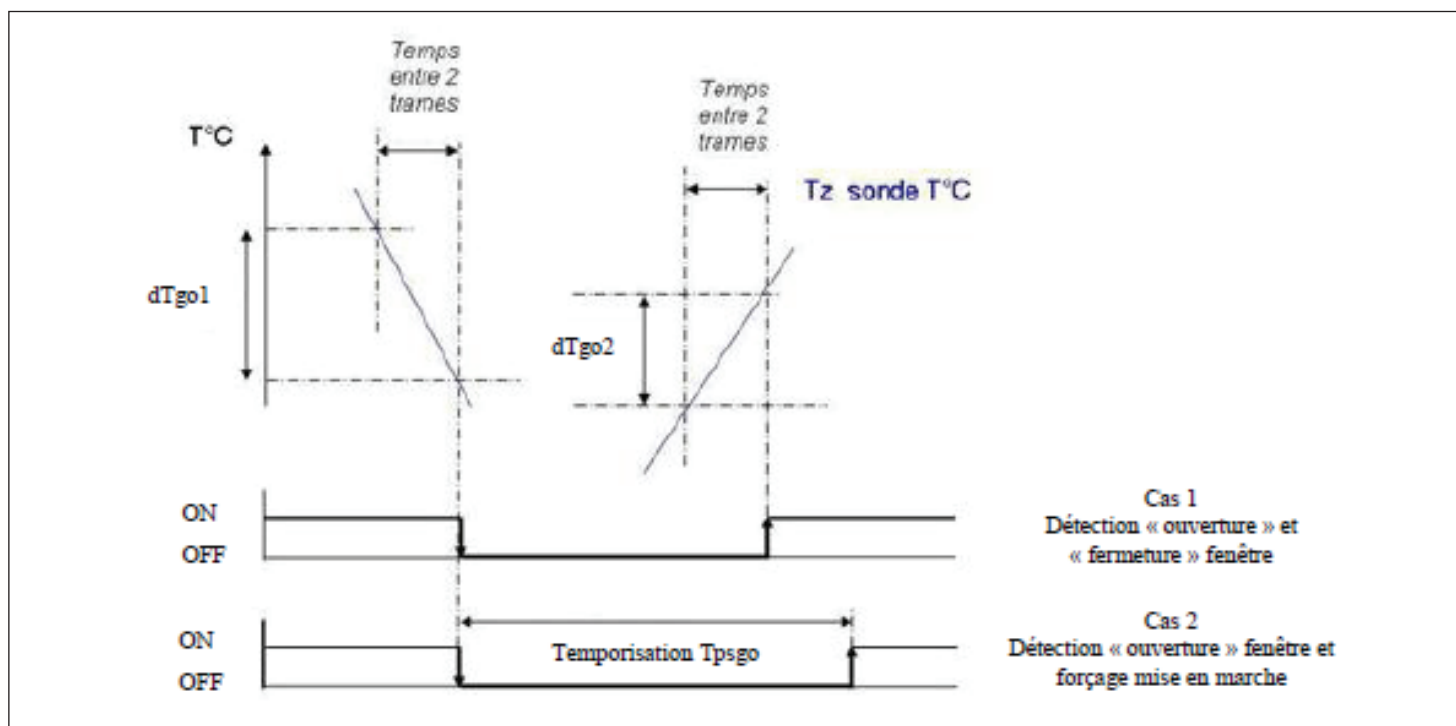 Temps
entre 2
trames
Temps
entre 2
trames
T°C
Tz sonde T°C
dTgo1
dTgo2
ON
OFF
Cas 1
Détection « ouverture » et
« fermeture » fenêtre
ON
OFF
Temporisation Tpsgo
Cas 2
Détection « ouverture » fenêtre et
forçage mise en marche